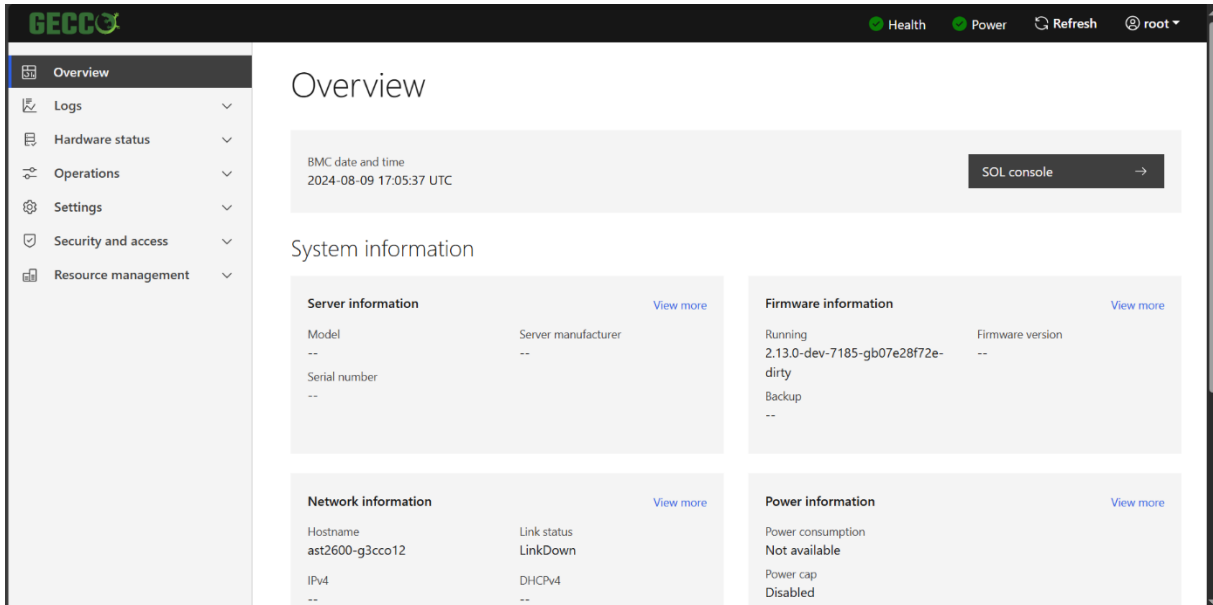 GECCO
Health Power Refresh root
Overview
Logs
Hardware status
Operations
Settings
Security and access
Resource management
Overview
BMC date and time
2024-08-09 17:05:37 UTC
SOL console
System information
Server information View more
Model Server manufacturer
-- --
Serial number
--
Firmware information View more
Running Firmware version
2.13.0-dev-7185-gb07e28f72e- --
dirty
Backup
--
Network information View more
Hostname Link status
ast2600-g3cco12 LinkDown
IPv4 DHCPv4
-- --
Power information View more
Power consumption
Not available
Power cap
Disabled